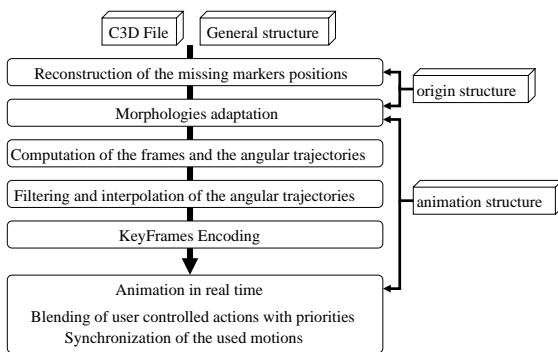 C3D File
General structure
Reconstruction of the missing markers positions
origin structure
Morphologies adaptation
Computation of the frames and the angular trajectories
Filtering and interpolation of the angular trajectories
animation structure
KeyFrames Encoding
Animation in real time
Blending of user controlled actions with priorities
Synchronization of the used motions